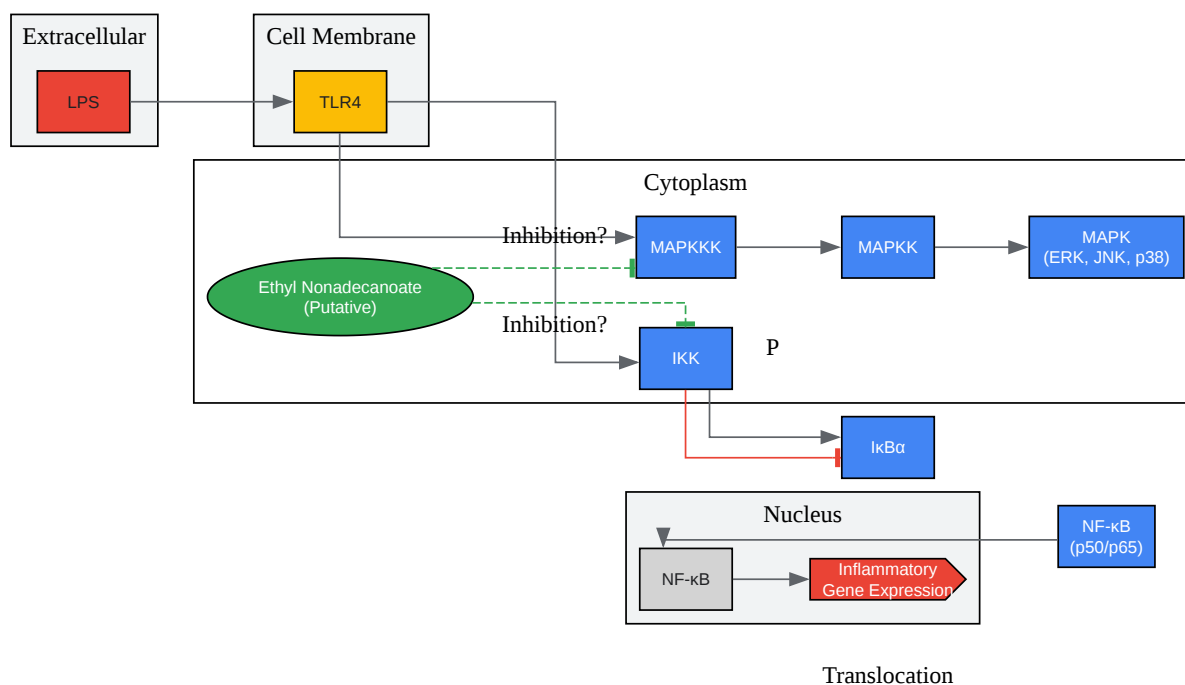 Extracellular
Cell Membrane
LPS
TLR4
Cytoplasm
Inhibition?
MAPKKK
MAPKK
MAPK
(ERK, JNK, p38)
Ethyl Nonadecanoate
(Putative)
Inhibition?
IKK
P
IκBα
Nucleus
NF-κB
(p50/p65)
NF-κB
Inflammatory
Gene Expression
Translocation